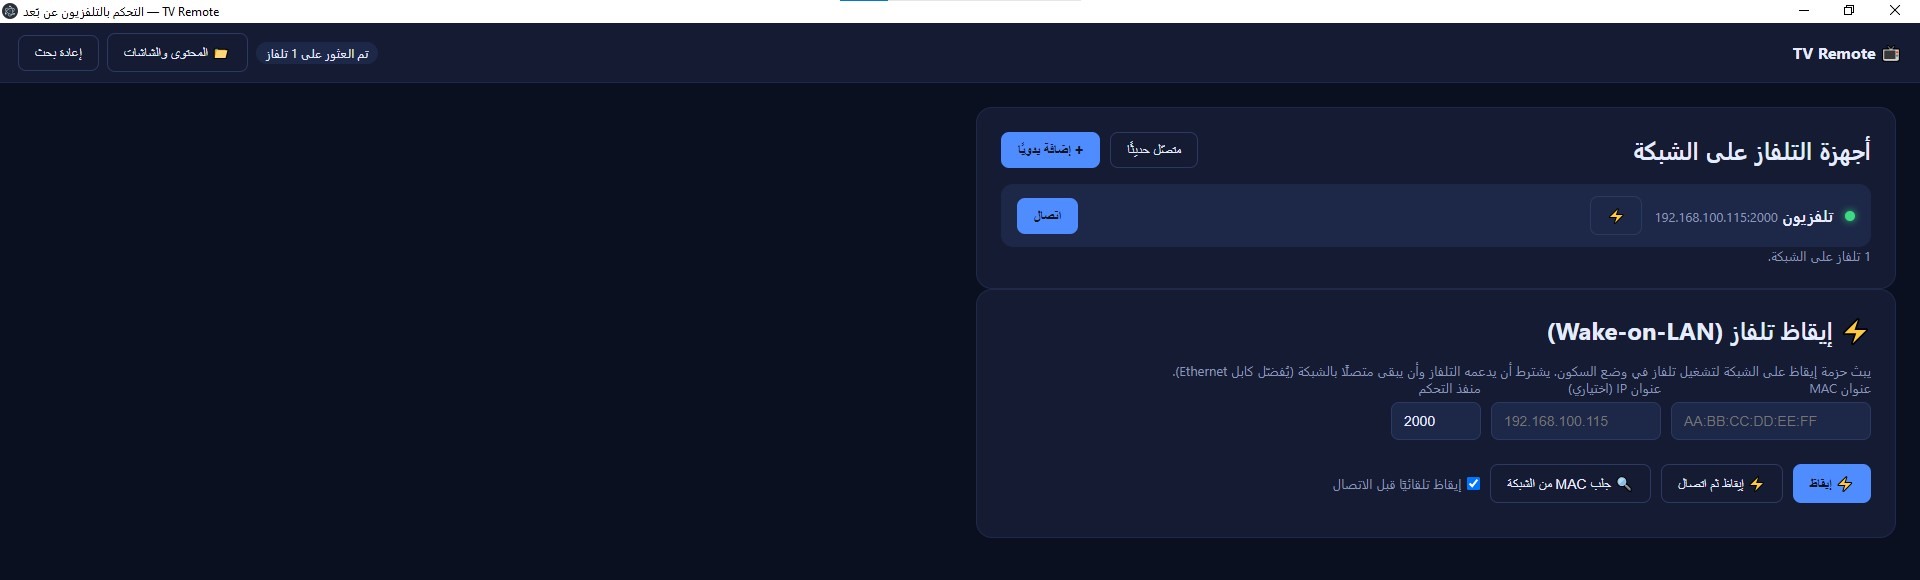 التحكم بالتلفزيون عن بُعد — TV Remote
TV Remote
تم العثور على 1 تلفاز
المحتوى والشاشات
إعادة بحث
أجهزة التلفاز على الشبكة
متصل حديثًا
+ إضافة يدويًا
تلفزيون 192.168.100.115:2000
اتصال
1 تلفاز على الشبكة.
إيقاظ تلفاز (Wake-on-LAN)
يبث حزمة إيقاظ على الشبكة لتشغيل تلفاز في وضع السكون. يشترط أن يدعمه التلفاز وأن يبقى متصلًا بالشبكة (يُفضّل كابل Ethernet).
عنوان MAC
عنوان IP (اختياري)
منفذ التحكم
AA:BB:CC:DD:EE:FF
192.168.100.115
2000
إيقاظ
إيقاظ ثم اتصال
جلب MAC من الشبكة
إيقاظ تلقائيًا قبل الاتصال